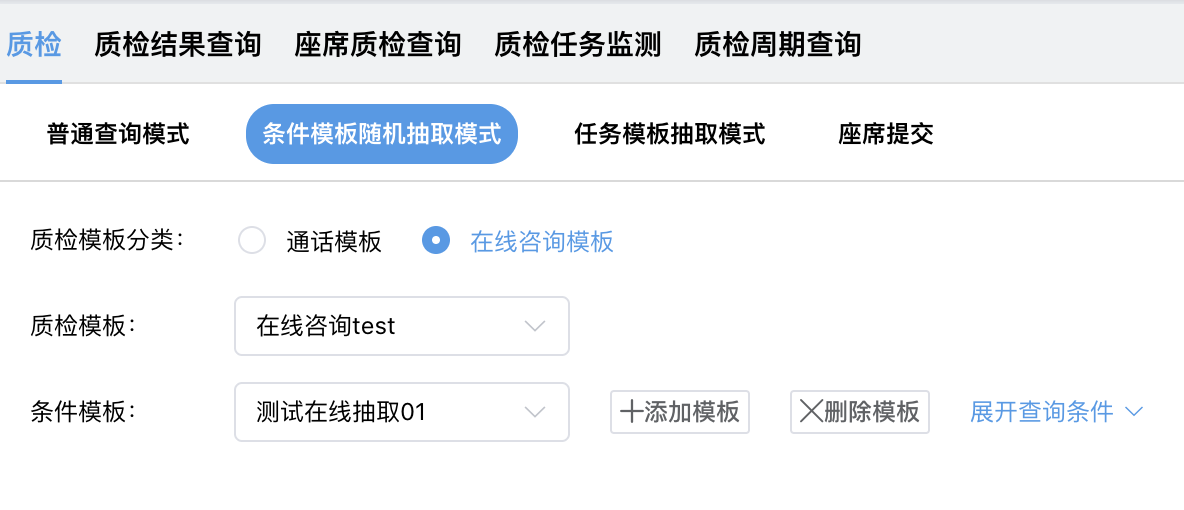 质检 质检结果查询 座席质检查询 质检任务监测 质检周期查询
普通查询模式 条件模板随机抽取模式 任务模板抽取模式 座席提交
质检模板分类： 通话模板 在线咨询模板
质检模板： 在线咨询test
条件模板： 测试在线抽取01 添加模板 删除模板 展开查询条件